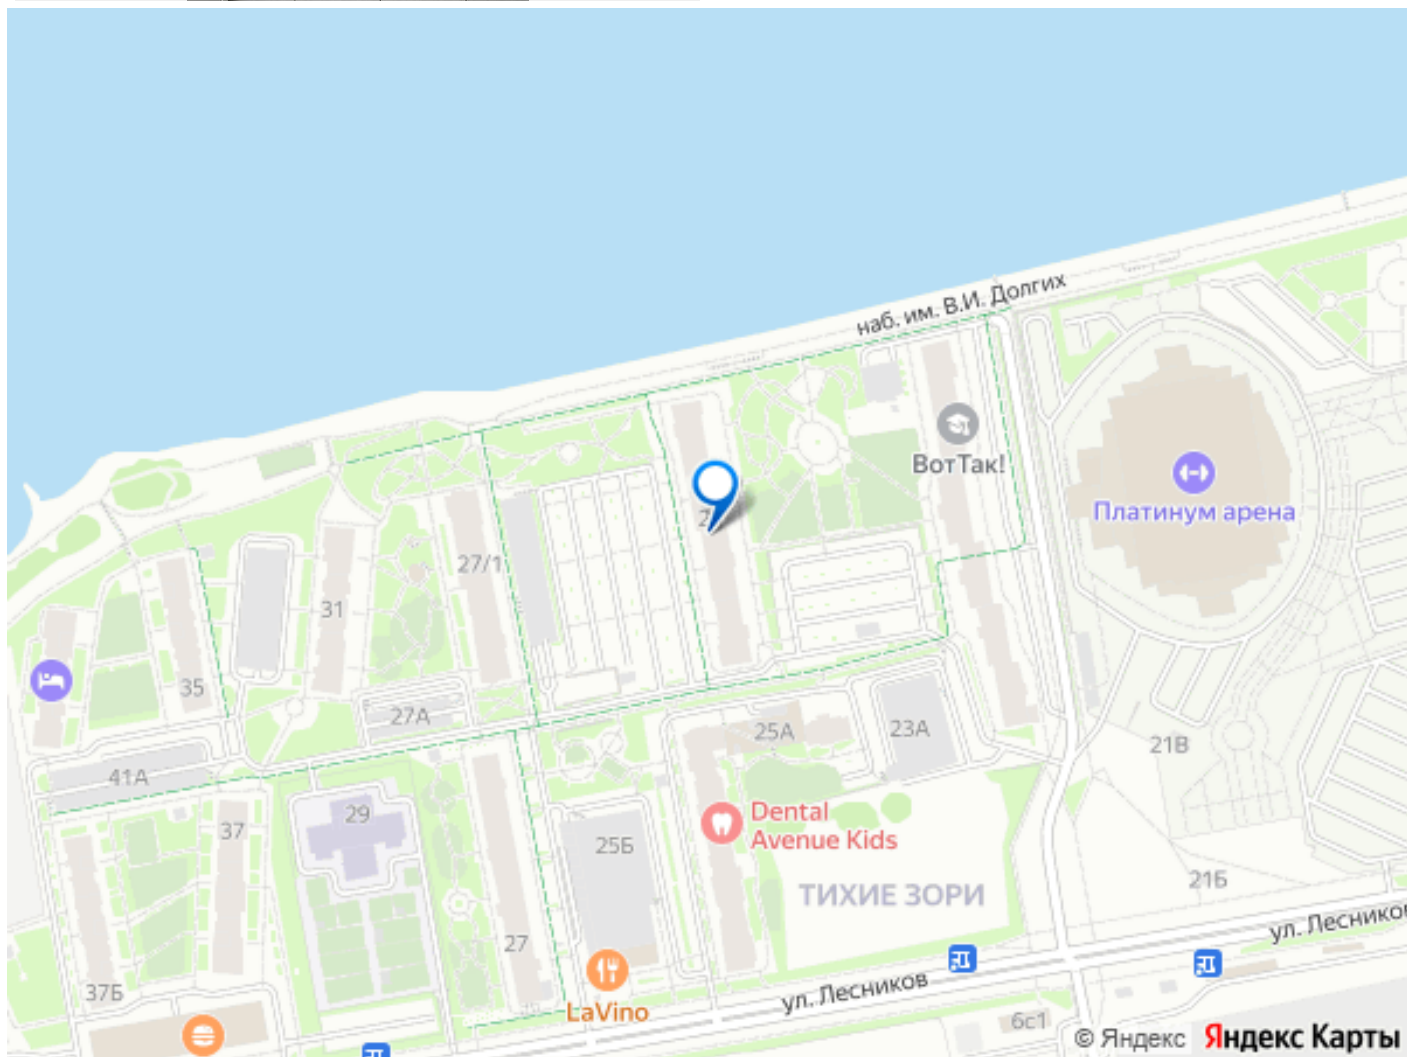 наб. им. В.И. Долгих
ВотТак!
Платинум арена
27/1
31
35
27А
25А
23А
21В
41А
29
37
25Б
Dental
Avenue Kids
ТИХИЕ ЗОРИ
21Б
ул. Лесников
27
ул. Лесников
37Б
LaVino
6с1
© Яндекс Яндекс Карты